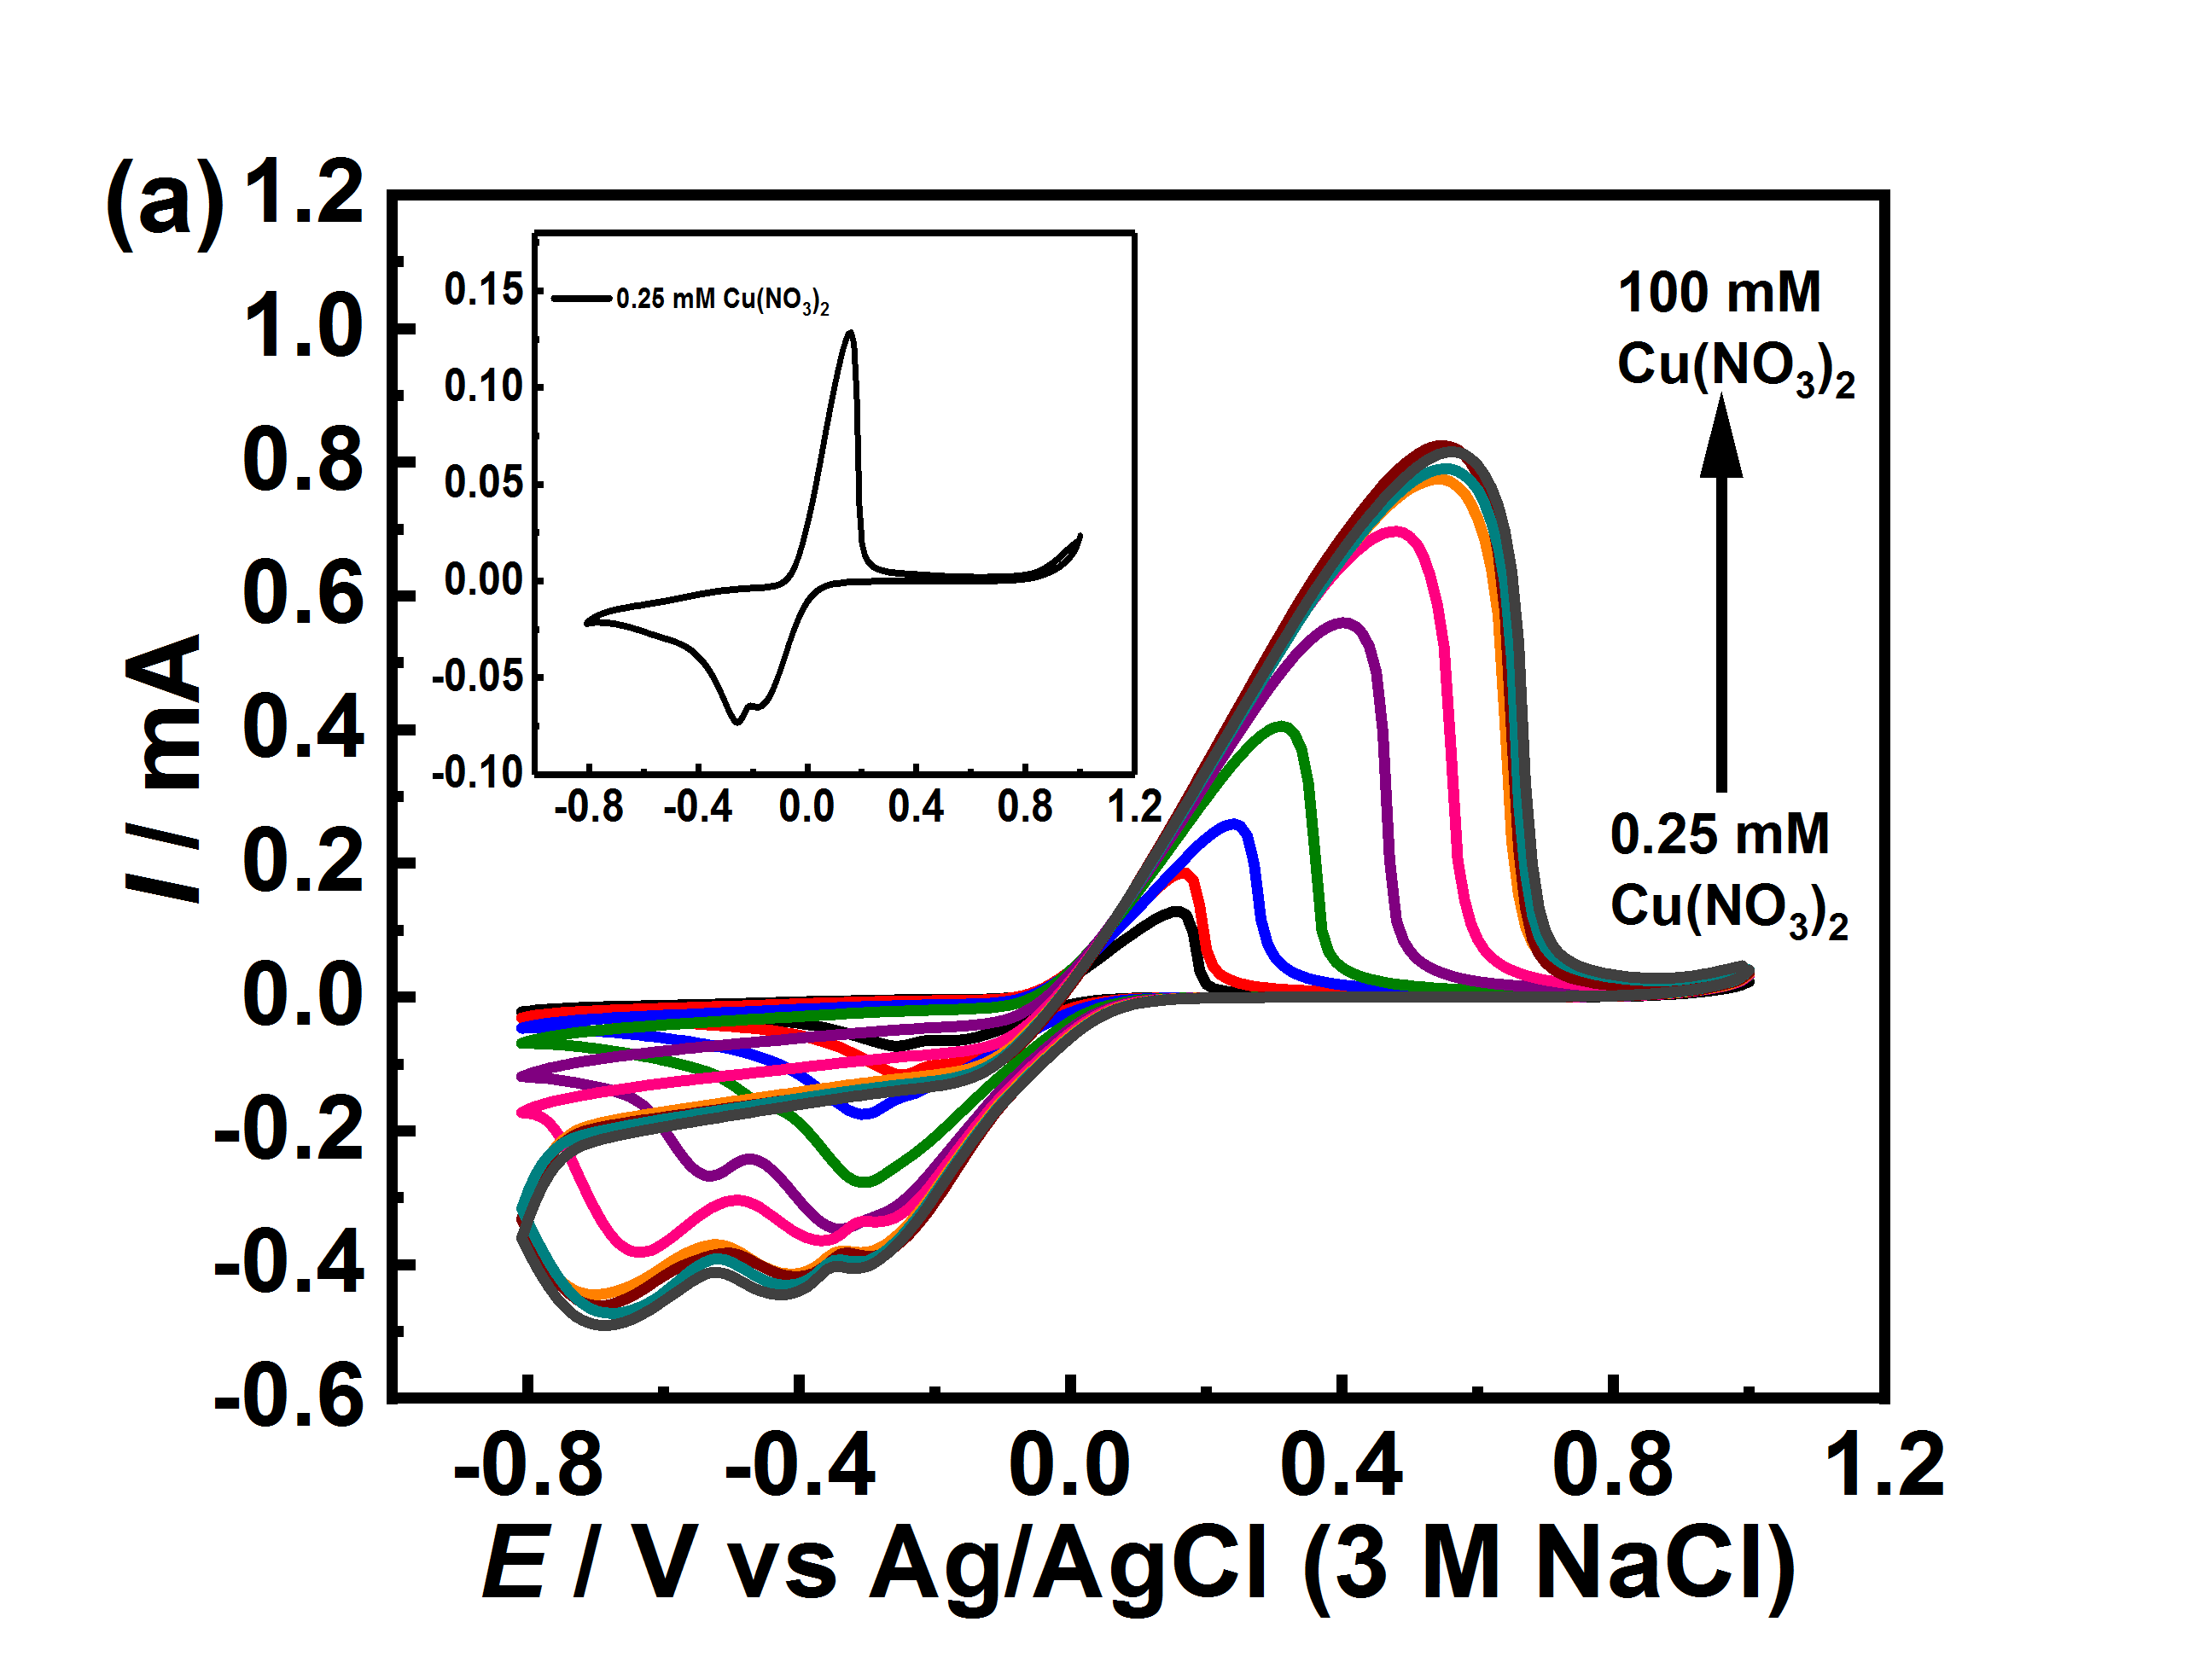 (a)
1.2
1.0
0.8
0.6
0.4
0.2
0.0
-0.2
-0.4
-0.6
I / mA
0.15
0.10
0.05
0.00
-0.05
-0.10
0.25 mM Cu(NO₃)₂
-0.8 -0.4 0.0 0.4 0.8 1.2
100 mM
Cu(NO₃)₂
0.25 mM
Cu(NO₃)₂
-0.8 -0.4 0.0 0.4 0.8 1.2
E / V vs Ag/AgCl (3 M NaCl)